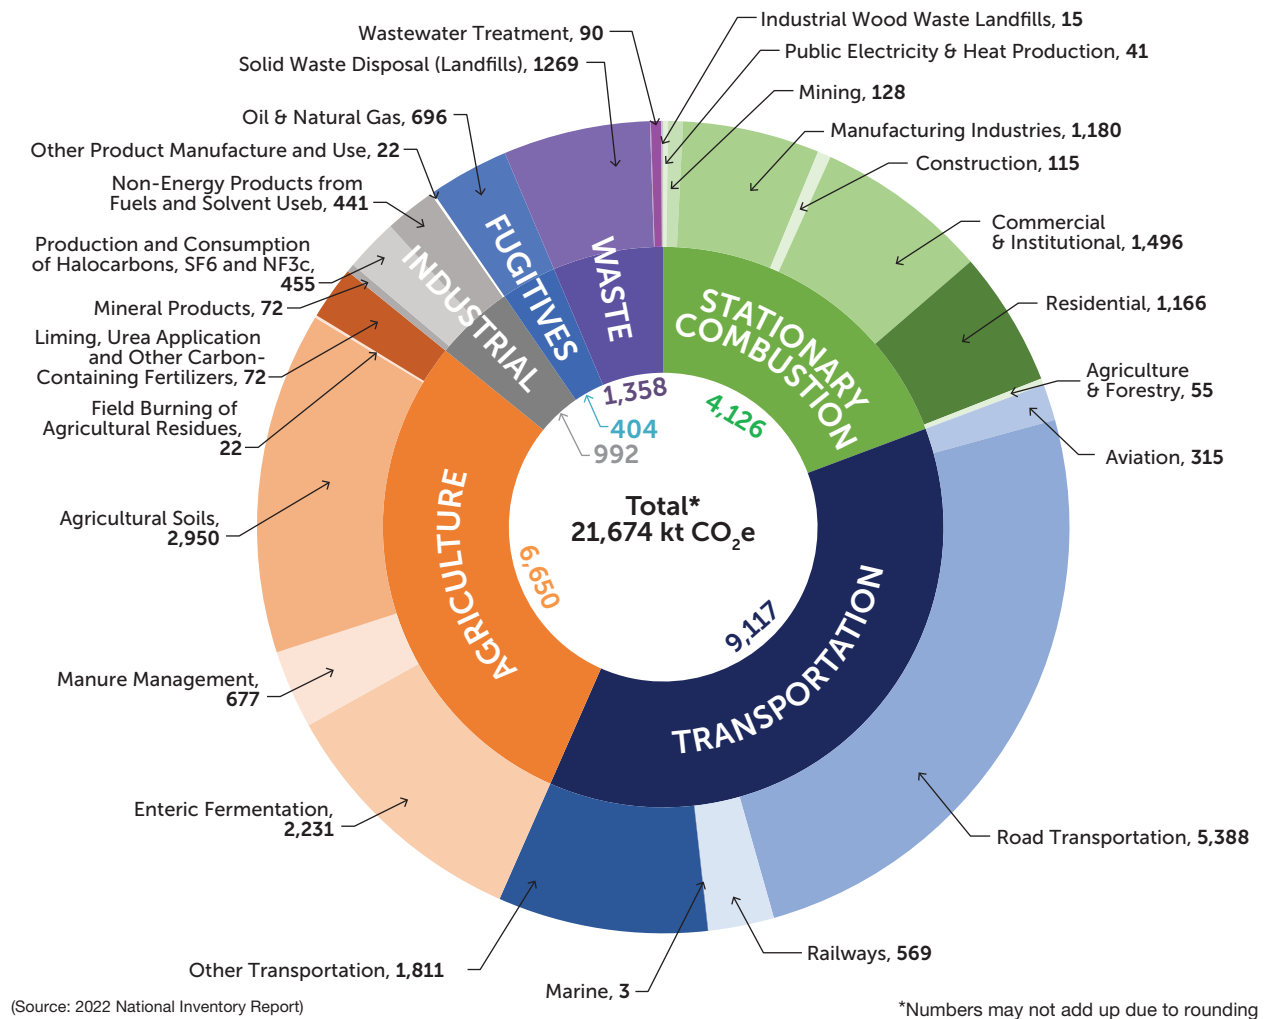 Wastewater Treatment, 90
Solid Waste Disposal (Landfills), 1269
Oil & Natural Gas, 696
Other Product Manufacture and Use, 22
Non-Energy Products from
Fuels and Solvent Useb, 441
Production and Consumption
of Halocarbons, SF6 and NF3c,
455
Mineral Products, 72
Liming, Urea Application
and Other Carbon-
Containing Fertilizers, 72
Field Burning of
Agricultural Residues,
22
Agricultural Soils,
2,950
Manure Management,
677
Enteric Fermentation,
2,231
Other Transportation, 1,811
Marine, 3
Railways, 569
Road Transportation, 5,388
Aviation, 315
Agriculture
& Forestry, 55
Residential, 1,166
Commercial
& Institutional, 1,496
Construction, 115
Manufacturing Industries, 1,180
Mining, 128
Public Electricity & Heat Production, 41
Industrial Wood Waste Landfills, 15
STATIONARY
COMBUSTION
TRANSPORTATION
AGRICULTURE
INDUSTRIAL
FUGITIVES
WASTE
1,358
4,126
404
992
6,650
9,117
Total*
21,674 kt CO2e
(Source: 2022 National Inventory Report)
*Numbers may not add up due to rounding